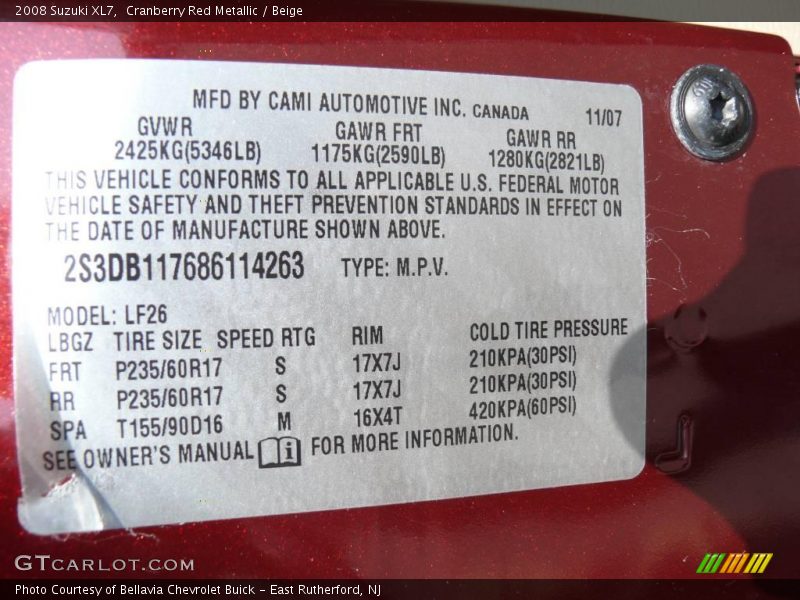 2008 Suzuki XL7,  Cranberry Red Metallic / Beige
MFD BY CAMI AUTOMOTIVE INC. CANADA 11/07
GVWR GAWR FRT GAWR RR
2425KG(5346LB) 1175KG(2590LB) 1280KG(2821LB)
THIS VEHICLE CONFORMS TO ALL APPLICABLE U.S. FEDERAL MOTOR
VEHICLE SAFETY AND THEFT PREVENTION STANDARDS IN EFFECT ON
THE DATE OF MANUFACTURE SHOWN ABOVE.
2S3DB117686114263 TYPE: M.P.V.
MODEL: LF26
LBGZ TIRE SIZE SPEED RTG RIM COLD TIRE PRESSURE
FRT P235/60R17 S 17X7J 210KPA(30PSI)
RR P235/60R17 S 17X7J 210KPA(30PSI)
SPA T155/90D16 M 16X4T 420KPA(60PSI)
SEE OWNER'S MANUAL i FOR MORE INFORMATION.
GTCARLOT.COM
Photo Courtesy of Bellavia Chevrolet Buick - East Rutherford, NJ